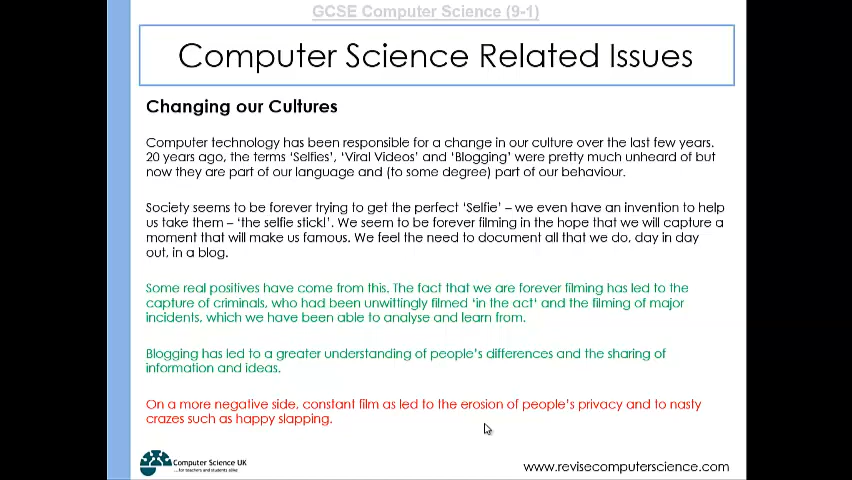 GCSE Computer Science (9-1)
Computer Science Related Issues
Changing our Cultures
Computer technology has been responsible for a change in our culture over the last few years.
20 years ago, the terms ‘Selfies’, ‘Viral Videos’ and ‘Blogging’ were pretty much unheard of but
now they are part of our language and (to some degree) part of our behaviour.
Society seems to be forever trying to get the perfect ‘Selfie’ – we even have an invention to help
us take them – ‘the selfie stick!’. We seem to be forever filming in the hope that we will capture a
moment that will make us famous. We feel the need to document all that we do, day in day
out, in a blog.
Some real positives have come from this. The fact that we are forever filming has led to the
capture of criminals, who had been unwittingly filmed ‘in the act’ and the filming of major
incidents, which we have been able to analyse and learn from.
Blogging has led to a greater understanding of people’s differences and the sharing of
information and ideas.
On a more negative side, constant film as led to the erosion of people’s privacy and to nasty
crazes such as happy slapping.
Computer Science UK
...for teachers and students alike
www.revisecomputerscience.com